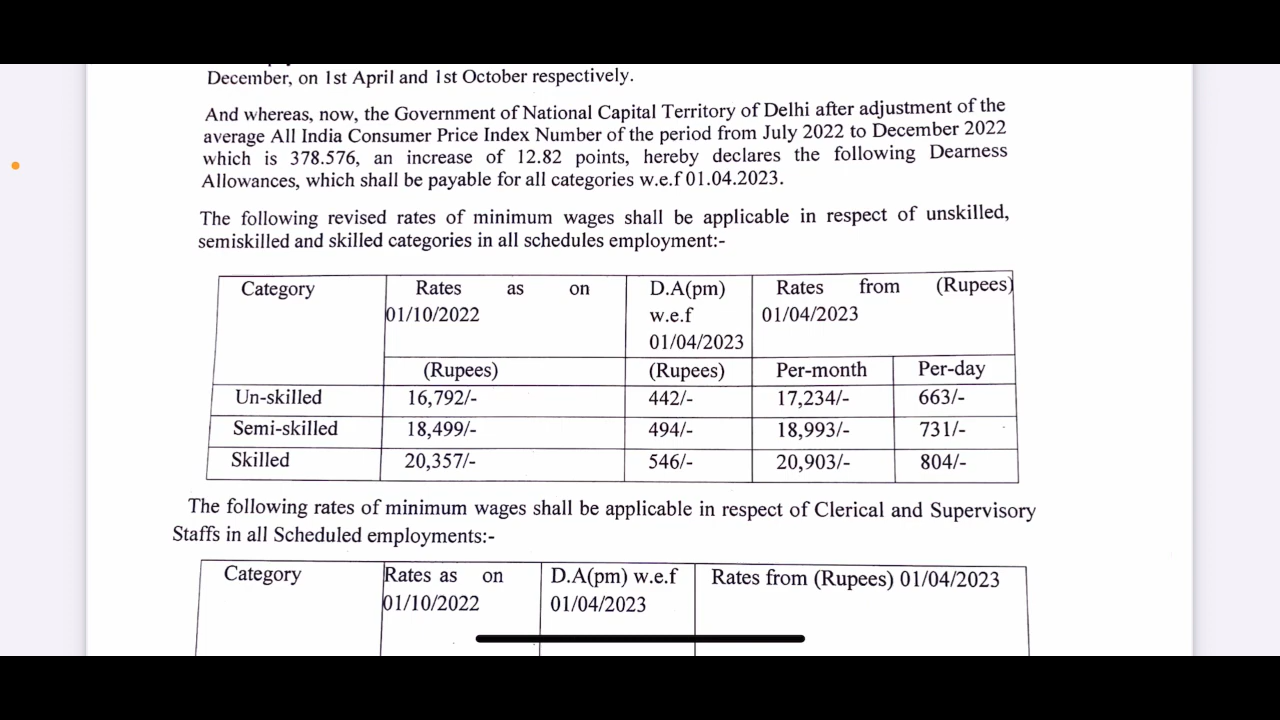 December, on 1st April and 1st October respectively.
And whereas, now, the Government of National Capital Territory of Delhi after adjustment of the
average All India Consumer Price Index Number of the period from July 2022 to December 2022
which is 378.576, an increase of 12.82 points, hereby declares the following Dearness
Allowances, which shall be payable for all categories w.e.f 01.04.2023.
The following revised rates of minimum wages shall be applicable in respect of unskilled,
semiskilled and skilled categories in all schedules employment:-
Category Rates as on D.A(pm) Rates from (Rupees)
01/10/2022 w.e.f 01/04/2023
01/04/2023
(Rupees) (Rupees) Per-month Per-day
Un-skilled 16,792/- 442/- 17,234/- 663/-
Semi-skilled 18,499/- 494/- 18,993/- 731/-
Skilled 20,357/- 546/- 20,903/- 804/-
The following rates of minimum wages shall be applicable in respect of Clerical and Supervisory
Staffs in all Scheduled employments:-
Category Rates as on D.A(pm) w.e.f Rates from (Rupees) 01/04/2023
01/10/2022 01/04/2023